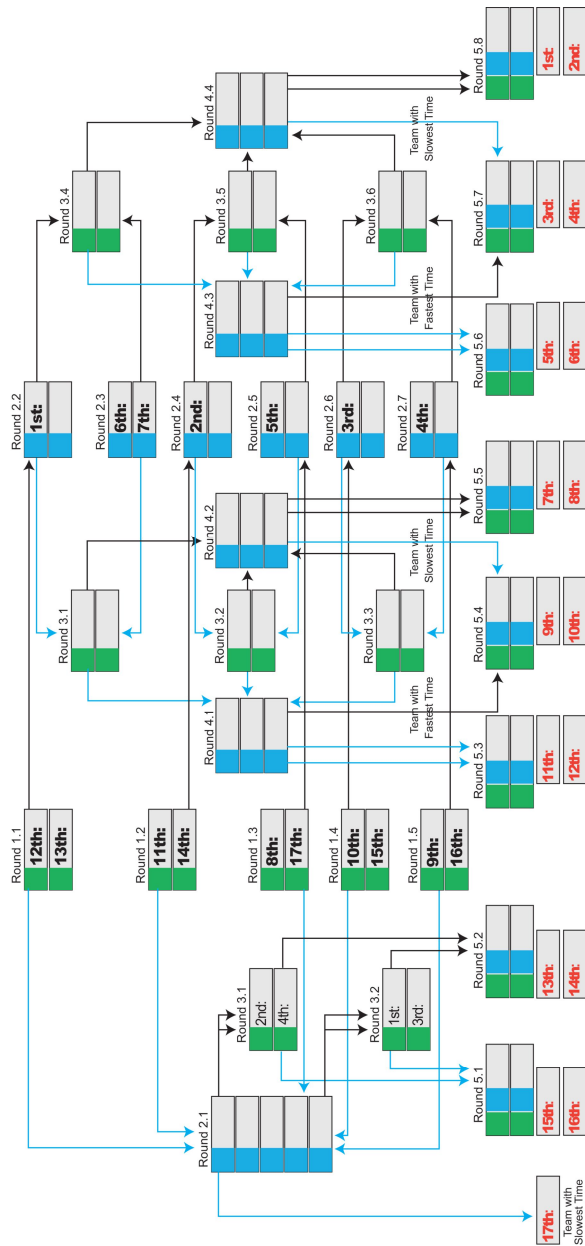 Round 1.1
12th:
13th:
Round 1.2
11th:
14th:
Round 1.3
8th:
17th:
Round 1.4
10th:
15th:
Round 1.5
9th:
16th:
Round 2.1
Round 3.1
2nd:
4th:
Round 3.2
1st:
3rd:
17th:
Team with
Slowest Time
Round 5.1
15th:
16th:
Round 5.2
13th:
14th:
Round 2.2
1st:
Round 2.3
6th:
7th:
Round 2.4
2nd:
Round 2.5
5th:
Round 2.6
3rd:
Round 2.7
4th:
Round 3.1
Round 3.2
Round 3.3
Round 4.1
Round 4.2
Team with
Fastest Time
Team with
Slowest Time
Round 5.3
11th:
12th:
Round 5.4
9th:
10th:
Round 5.5
7th:
8th:
Round 3.4
Round 3.5
Round 3.6
Round 4.3
Round 4.4
Team with
Fastest Time
Team with
Slowest Time
Round 5.6
5th:
6th:
Round 5.7
3rd:
4th:
Round 5.8
1st:
2nd: